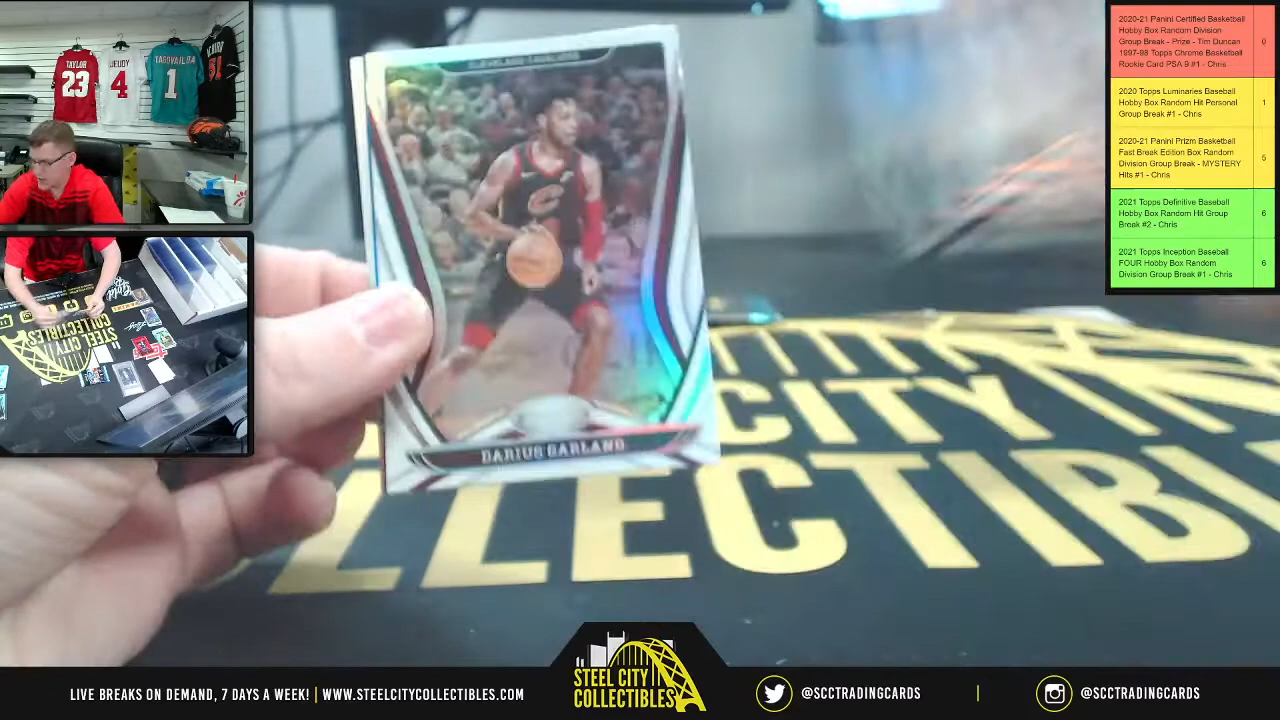 TAYLOR
23
JEUDY
4
TAGOVAILOA
1
51
2020-21 Panini Certified Basketball
Hobby Box Random Division
Group Break - Prize - Tim Duncan
1997-98 Topps Chrome Basketball
Rookie Card PSA 9 #1 - Chris
0
2020 Topps Luminaries Baseball
Hobby Box Random Hit Personal
Group Break #1 - Chris
1
2020-21 Panini Prizm Basketball
Fast Break Edition Box Random
Division Group Break - MYSTERY
Hits #1 - Chris
5
2021 Topps Definitive Baseball
Hobby Box Random Hit Group
Break #2 - Chris
6
2021 Topps Inception Baseball
FOUR Hobby Box Random
Division Group Break #1 - Chris
6
DARIUS GARLAND
STEEL CITY
COLLECTIBLES
CITY
LLECTIB
LIVE BREAKS ON DEMAND, 7 DAYS A WEEK! | WWW.STEELCITYCOLLECTIBLES.COM
STEEL CITY
COLLECTIBLES
@SCCTRADINGCARDS | @SCCTRADINGCARDS